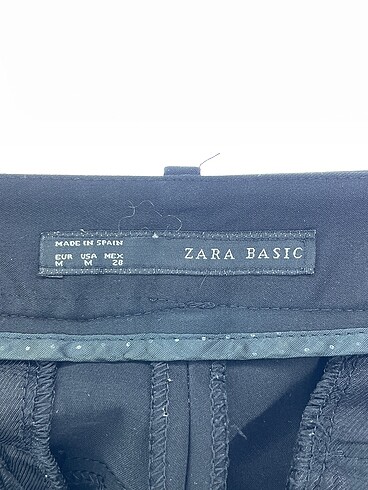 MADE IN SPAIN
EUR USA MEX
M M 28
ZARA BASIC